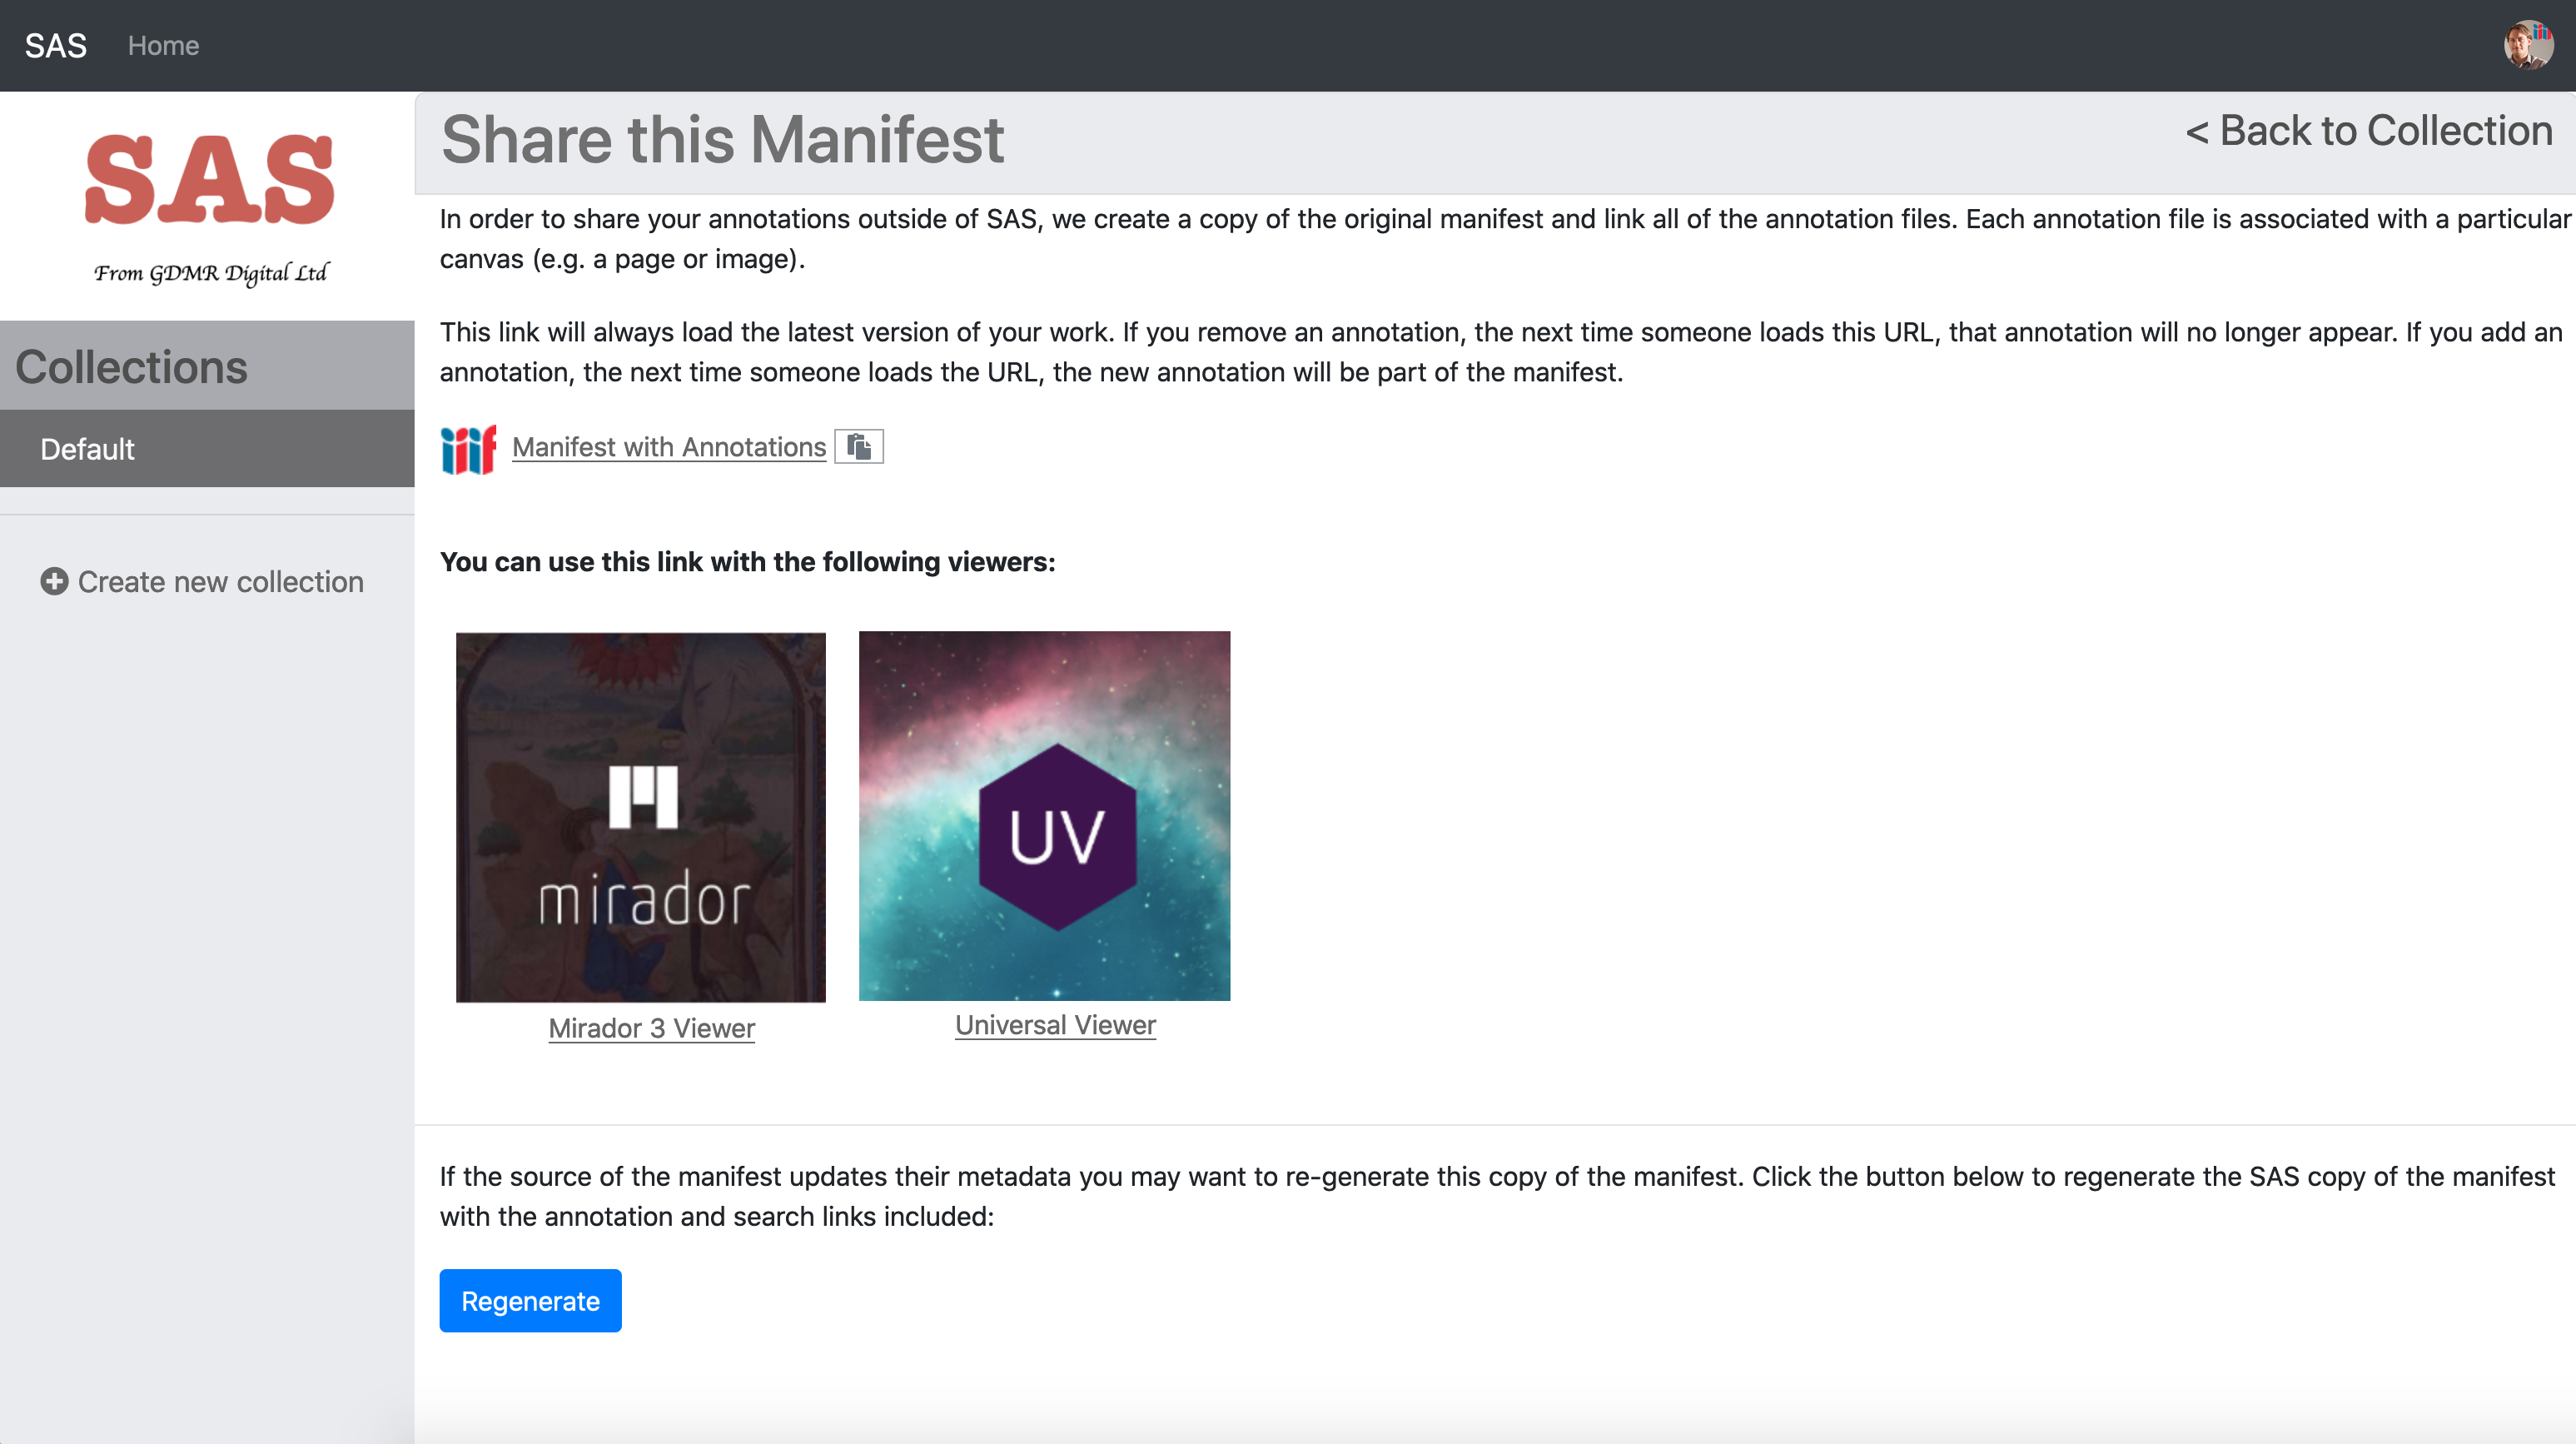 SAS Home
SAS
From GDMR Digital Ltd
Collections
Default
Create new collection
Share this Manifest
< Back to Collection
In order to share your annotations outside of SAS, we create a copy of the original manifest and link all of the annotation files. Each annotation file is associated with a particular
canvas (e.g. a page or image).
This link will always load the latest version of your work. If you remove an annotation, the next time someone loads this URL, that annotation will no longer appear. If you add an
annotation, the next time someone loads the URL, the new annotation will be part of the manifest.
iiif Manifest with Annotations
You can use this link with the following viewers:
mirador
Mirador 3 Viewer
UV
Universal Viewer
If the source of the manifest updates their metadata you may want to re-generate this copy of the manifest. Click the button below to regenerate the SAS copy of the manifest
with the annotation and search links included:
Regenerate